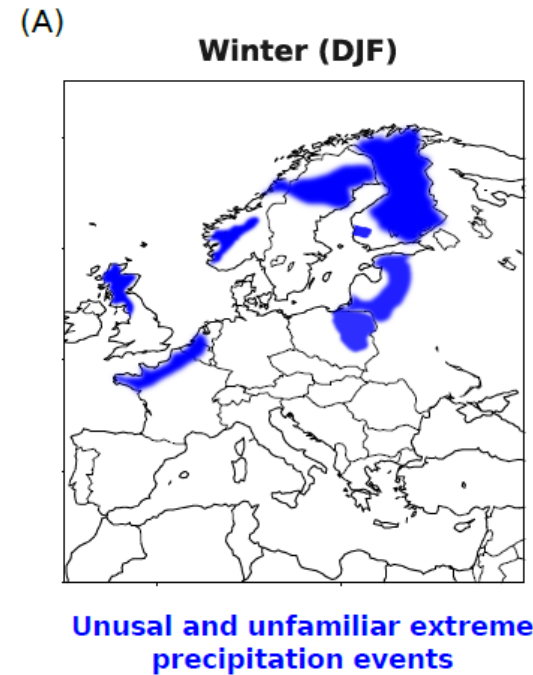 (A)
Winter (DJF)
Unusal and unfamiliar extreme
precipitation events